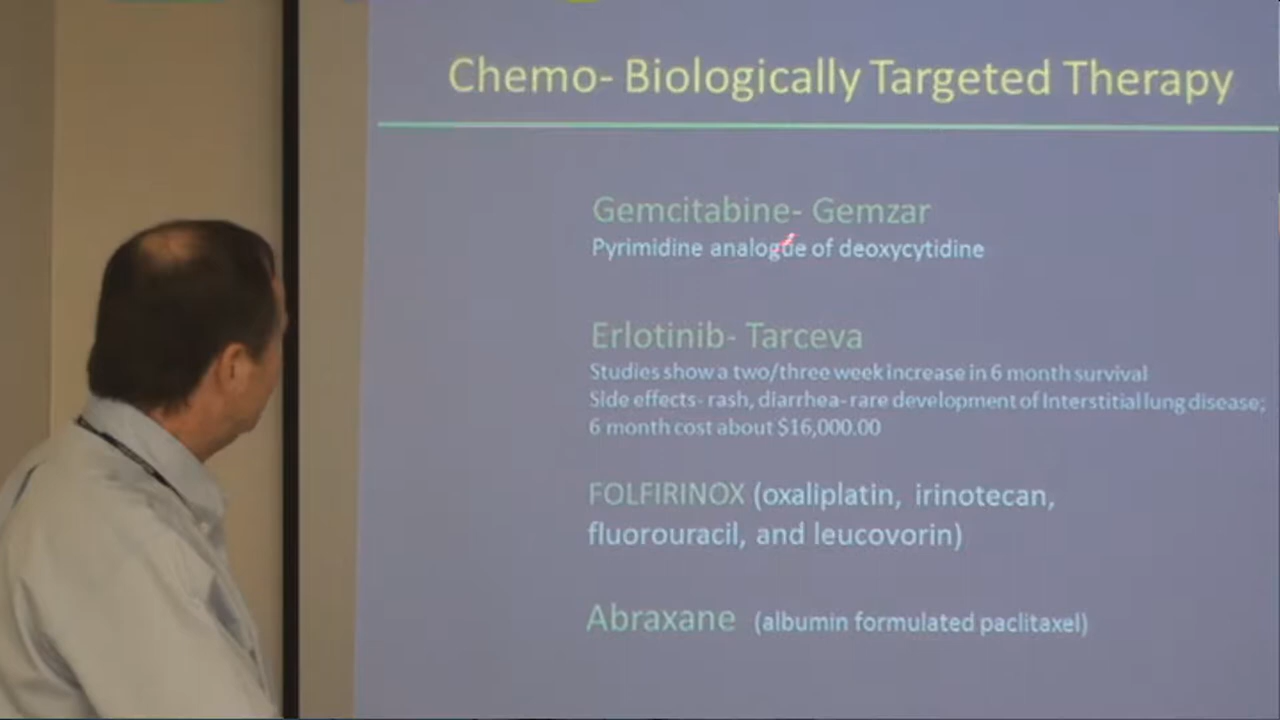 Chemo- Biologically Targeted Therapy
Gemcitabine- Gemzar
Pyrimidine analogue of deoxycytidine
Erlotinib- Tarceva
Studies show a two/three week increase in 6 month survival
Side effects- rash, diarrhea- rare development of Interstitial lung disease;
6 month cost about $16,000.00
FOLFIRINOX (oxaliplatin, irinotecan,
fluorouracil, and leucovorin)
Abraxane (albumin formulated paclitaxel)